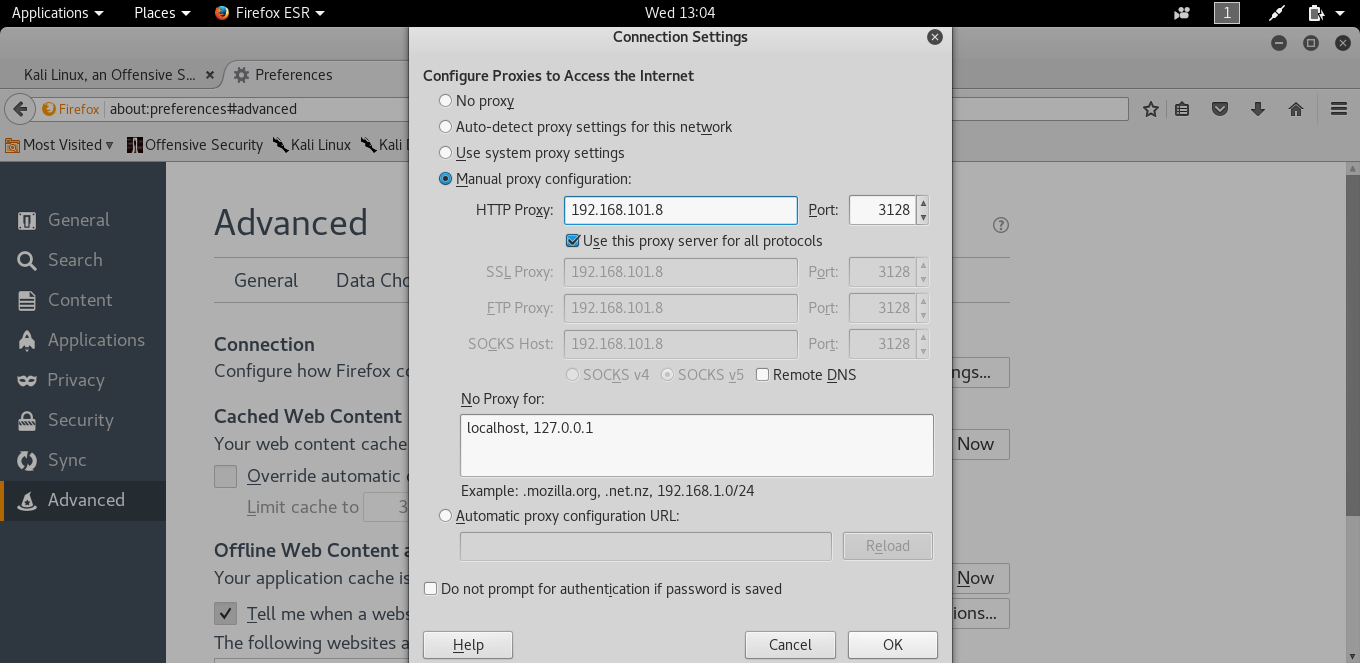 Applications Places Firefox ESR Wed 13:04 1
Connection Settings
Kali Linux, an Offensive S... Preferences
Firefox about:preferences#advanced
Most Visited Offensive Security Kali Linux Kali
General
Search
Content
Applications
Privacy
Security
Sync
Advanced
Advanced
General Data Cho
Connection
Configure how Firefox co ngs...
Cached Web Content
Your web content cache Now
Override automatic
Limit cache to 3
Offline Web Content a
Your application cache is Now
Tell me when a webs ions...
The following websites a
Configure Proxies to Access the Internet
No proxy
Auto-detect proxy settings for this network
Use system proxy settings
Manual proxy configuration:
HTTP Proxy: 192.168.101.8 Port: 3128
Use this proxy server for all protocols
SSL Proxy: 192.168.101.8 Port: 3128
FTP Proxy: 192.168.101.8 Port: 3128
SOCKS Host: 192.168.101.8 Port: 3128
SOCKS v4 SOCKS v5 Remote DNS
No Proxy for:
localhost, 127.0.0.1
Example: .mozilla.org, .net.nz, 192.168.1.0/24
Automatic proxy configuration URL:
Reload
Do not prompt for authentication if password is saved
Help Cancel OK